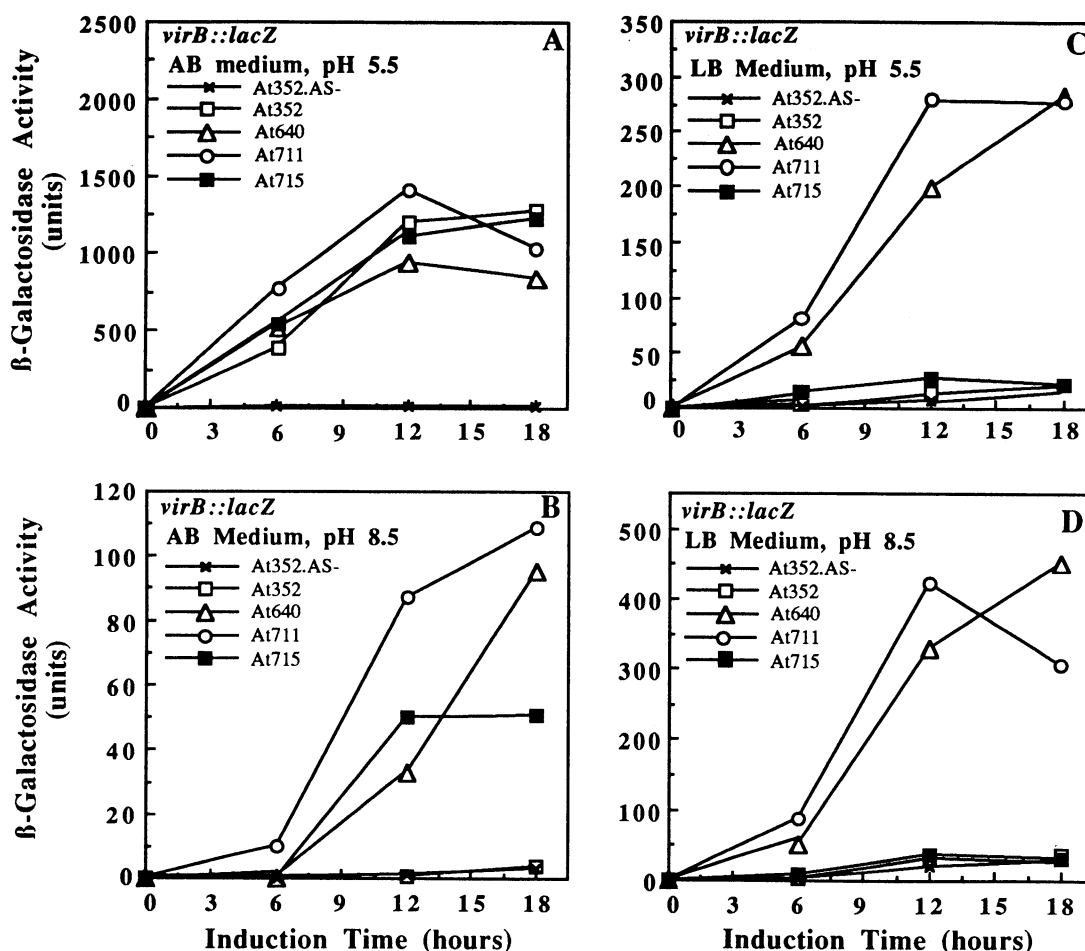 virB::lacZ
A
AB medium, pH 5.5
At352.AS-
At352
At640
At711
At715
ß-Galactosidase Activity
(units)
2500
2000
1500
1000
500
0
0 3 6 9 12 15 18
virB::lacZ
C
LB Medium, pH 5.5
At352.AS-
At352
At640
At711
At715
350
300
250
200
150
100
50
0
0 3 6 9 12 15 18
virB::lacZ
B
AB Medium, pH 8.5
At352.AS-
At352
At640
At711
At715
ß-Galactosidase Activity
(units)
120
100
80
60
40
20
0
0 3 6 9 12 15 18
Induction Time (hours)
virB::lacZ
D
LB Medium, pH 8.5
At352.AS-
At352
At640
At711
At715
500
400
300
200
100
0
0 3 6 9 12 15 18
Induction Time (hours)